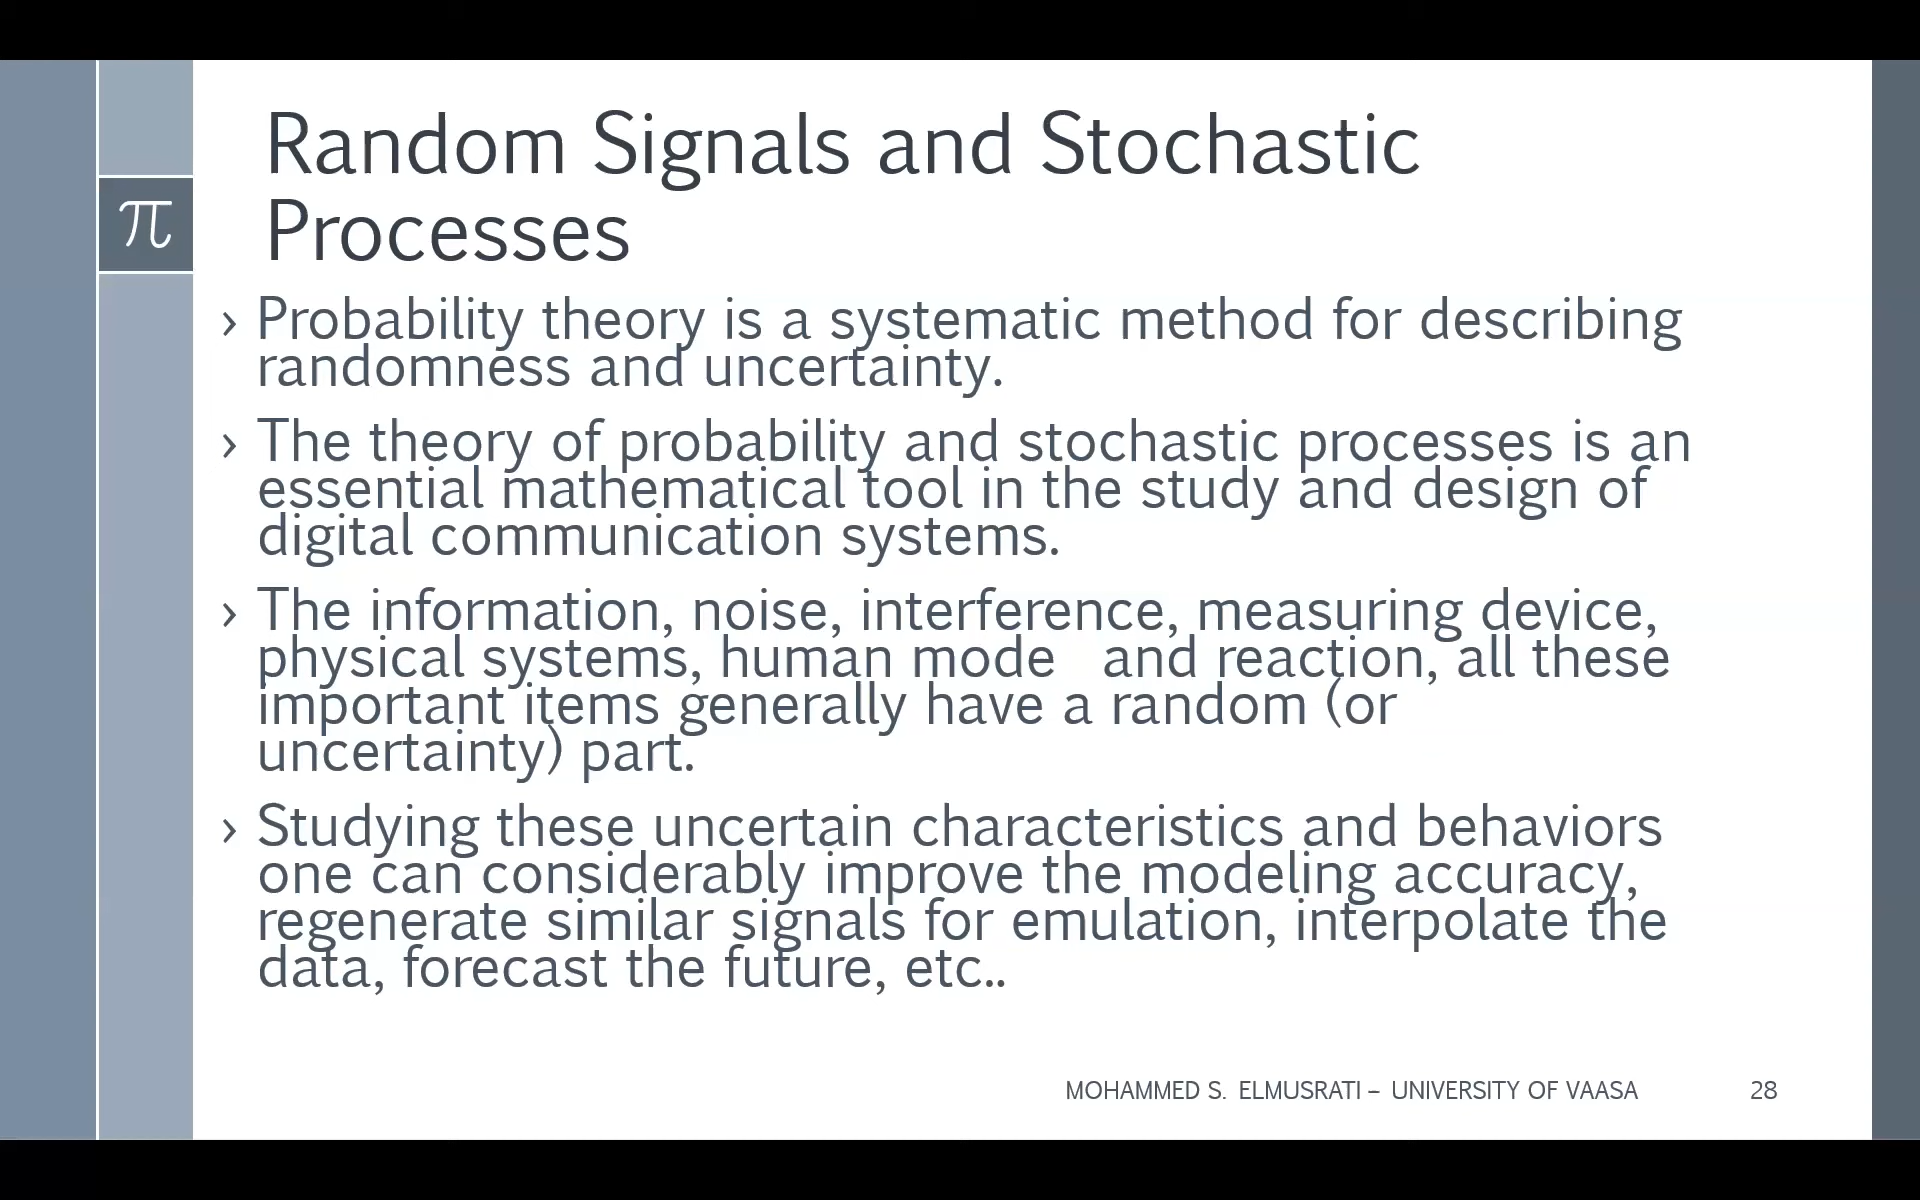 Random Signals and Stochastic
Processes
π
› Probability theory is a systematic method for describing
randomness and uncertainty.
› The theory of probability and stochastic processes is an
essential mathematical tool in the study and design of
digital communication systems.
› The information, noise, interference, measuring device,
physical systems, human mode and reaction, all these
important items generally have a random (or
uncertainty) part.
› Studying these uncertain characteristics and behaviors
one can considerably improve the modeling accuracy,
regenerate similar signals for emulation, interpolate the
data, forecast the future, etc..
MOHAMMED S. ELMUSRATI – UNIVERSITY OF VAASA 28